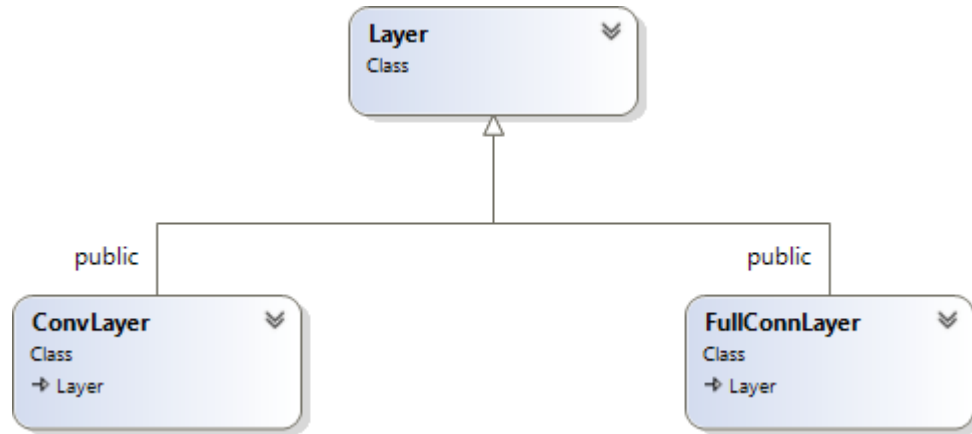 Layer
Class
public
public
ConvLayer
Class
Layer
FullConnLayer
Class
Layer